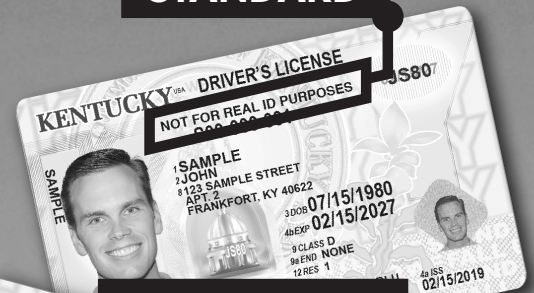 STANDARD
KENTUCKY USA DRIVER'S LICENSE
JS807
NOT FOR REAL ID PURPOSES
SAMPLE
1 SAMPLE
2 JOHN
8 123 SAMPLE STREET
APT. 2
FRANKFORT, KY 40622
3 DOB 07/15/1980
4b EXP 02/15/2027
JS80
9 CLASS D
9a END NONE
12 RES 1
4a ISS
02/15/2019